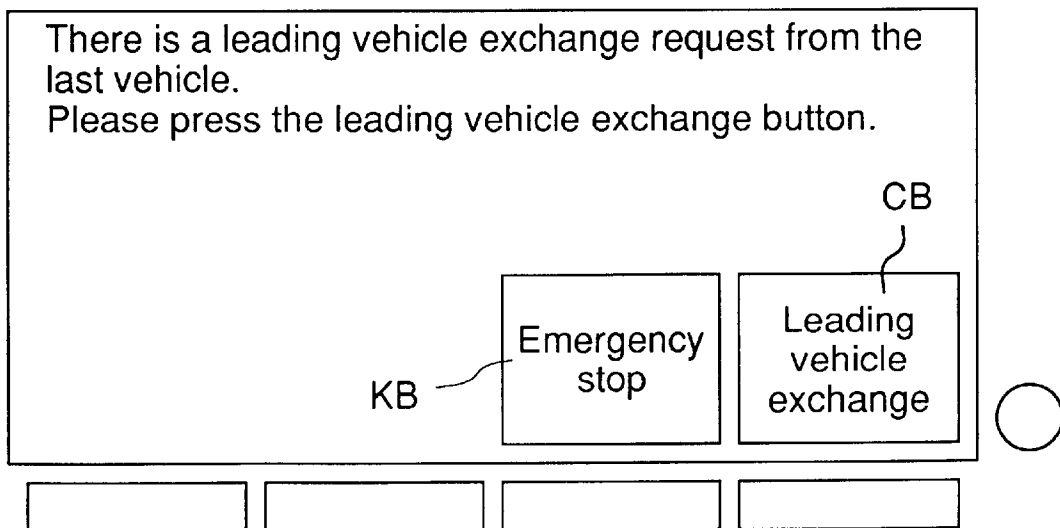 There is a leading vehicle exchange request from the
last vehicle.
Please press the leading vehicle exchange button.
CB
Emergency
stop
Leading
vehicle
exchange
KB